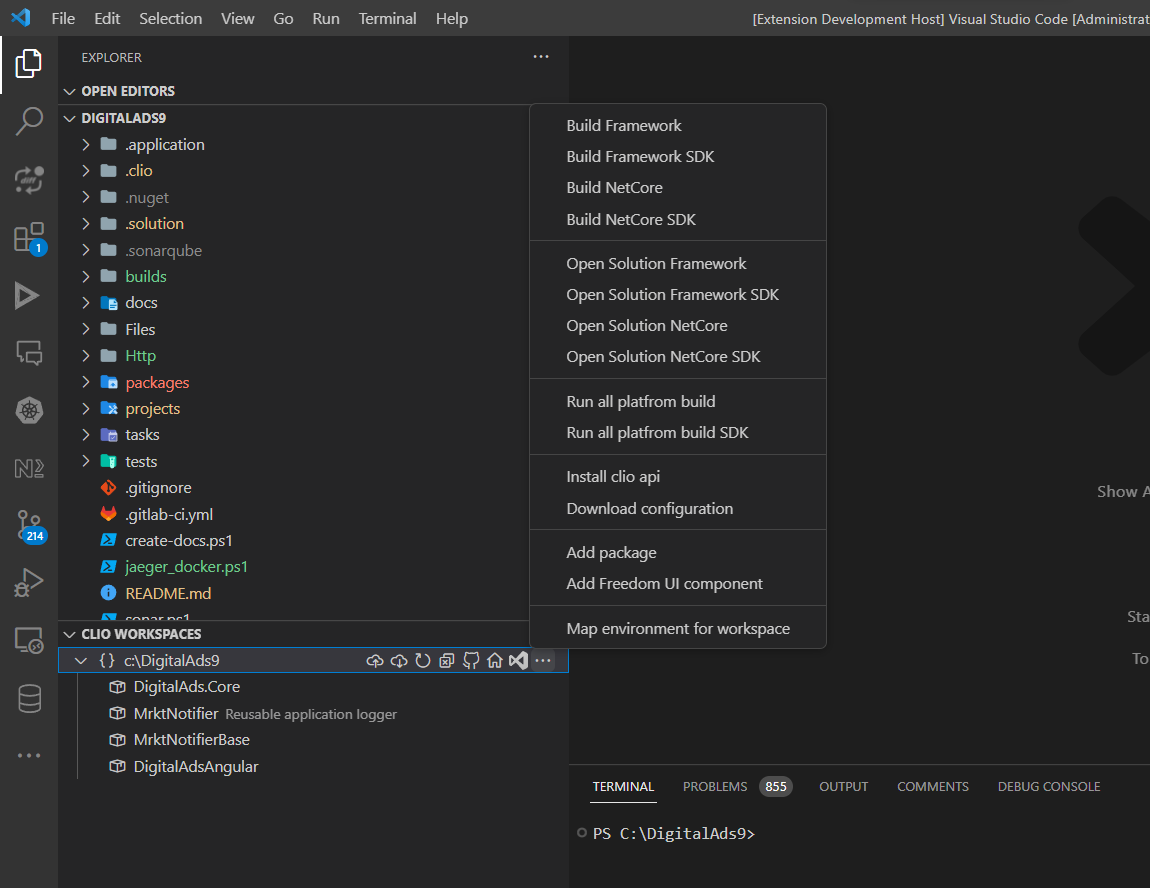 File Edit Selection View Go Run Terminal Help
[Extension Development Host] Visual Studio Code [Administrat
EXPLORER
OPEN EDITORS
DIGITALADS9
.application
.clio
.nuget
.solution
.sonarqube
builds
docs
Files
Http
packages
projects
tasks
tests
.gitignore
.gitlab-ci.yml
create-docs.ps1
jaeger_docker.ps1
README.md
sonar.ps1
1
214
CLIO WORKSPACES
{} c:\DigitalAds9
DigitalAds.Core
MrktNotifier Reusable application logger
MrktNotifierBase
DigitalAdsAngular
Build Framework
Build Framework SDK
Build NetCore
Build NetCore SDK
Open Solution Framework
Open Solution Framework SDK
Open Solution NetCore
Open Solution NetCore SDK
Run all platfrom build
Run all platfrom build SDK
Install clio api
Download configuration
Add package
Add Freedom UI component
Map environment for workspace
Show A
Sta
To
TERMINAL PROBLEMS 855 OUTPUT COMMENTS DEBUG CONSOLE
PS C:\DigitalAds9>